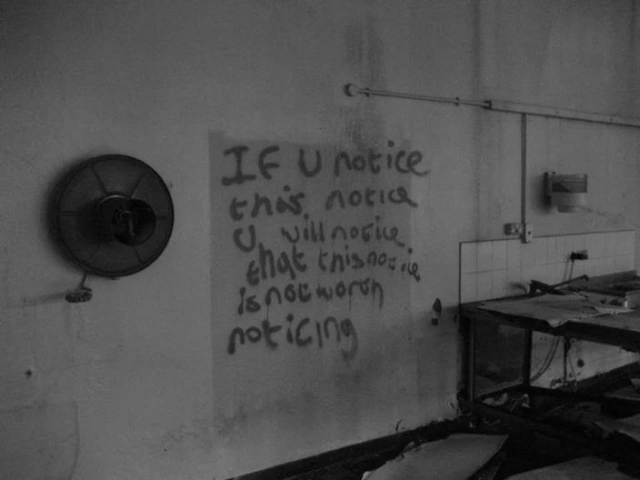 IF U notice
this notice
U will notice
that this notice
is not worth
noticing